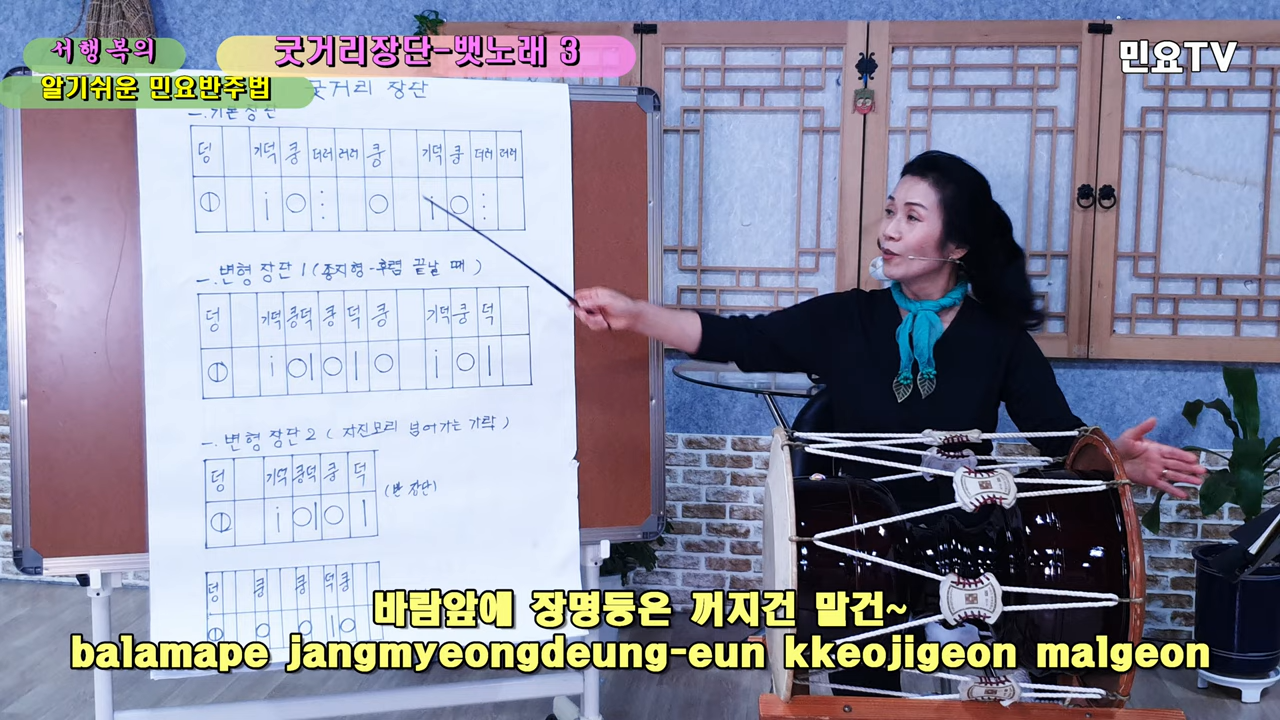 서행복의
굿거리장단-뱃노래 3
민요TV
알기쉬운 민요반주법
굿거리 장단
一. 기본장단
덩 기덕 쿵 더러 러러 쿵 기덕 쿵 더러 러러
一. 변형 장단 1 (종지형-후렴 끝날 때)
덩 기덕 쿵덕 쿵 덕 쿵 기덕 쿵 덕
一. 변형 장단 2 (자진모리 넘어가는 가락)
덩 기덕 쿵덕 쿵 덕
(반 장단)
덩 쿵 쿵 덕 쿵
바람앞에 장명등은 꺼지건 말건~
balamape jangmyeongdeung-eun kkeojigeon malgeon